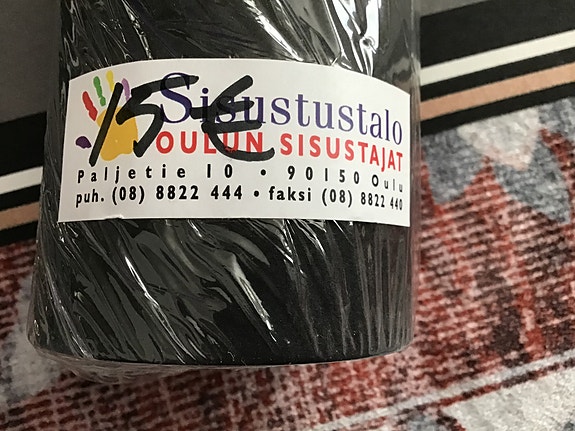 15 €
Sisustustalo
OULUN SISUSTAJAT
Paljetie 10 • 90150 Oulu
puh. (08) 8822 444 • faksi (08) 8822 440